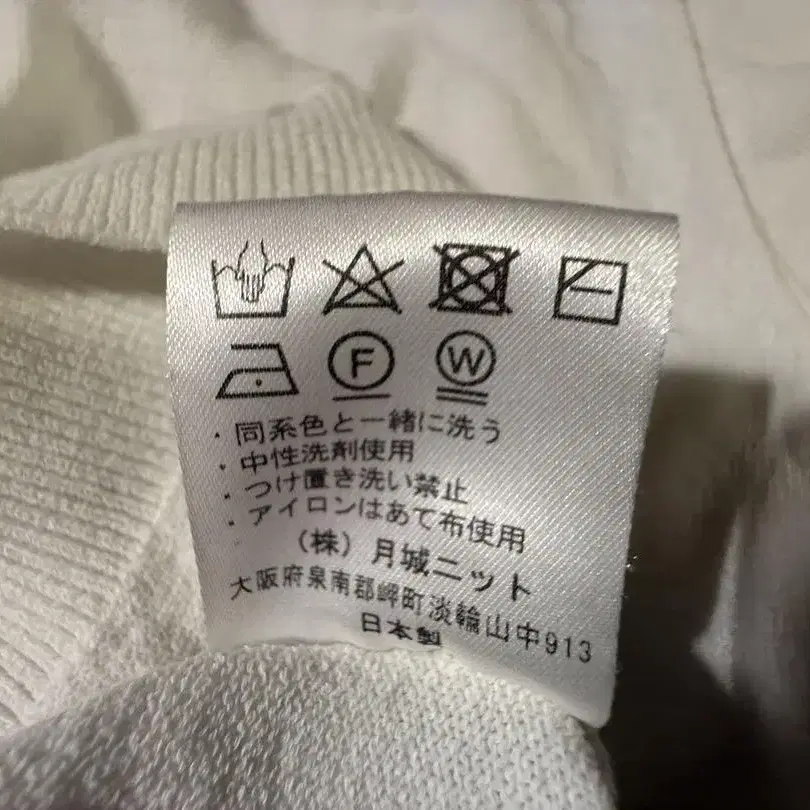 F W
・同系色と一緒に洗う
・中性洗剤使用
・つけ置き洗い禁止
・アイロンはあて布使用
（株）月城ニット
大阪府泉南郡岬町淡輪山中913
日本製